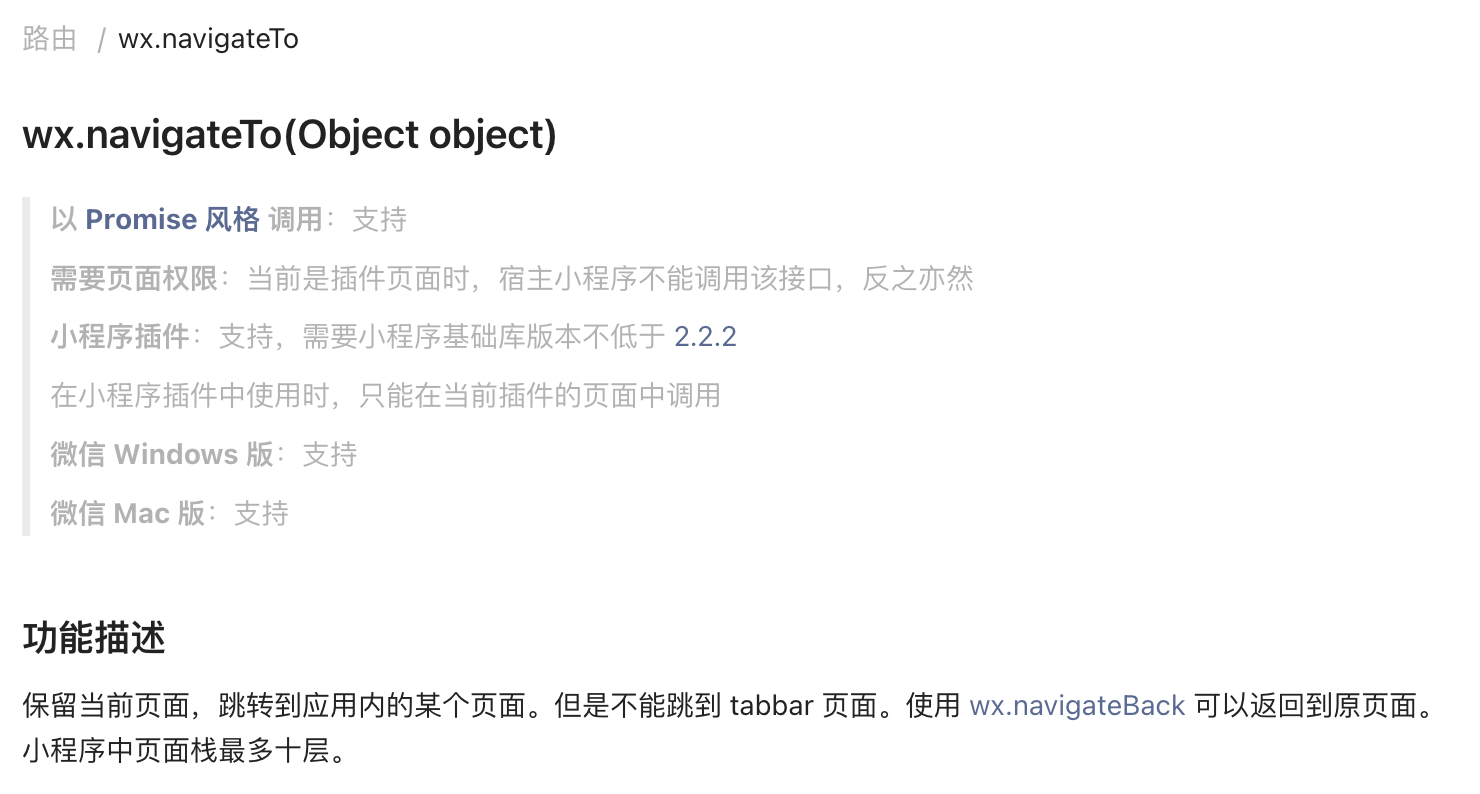 路由 / wx.navigateTo
wx.navigateTo(Object object)
以 Promise 风格 调用：支持
需要页面权限：当前是插件页面时，宿主小程序不能调用该接口，反之亦然
小程序插件：支持，需要小程序基础库版本不低于 2.2.2
在小程序插件中使用时，只能在当前插件的页面中调用
微信 Windows 版：支持
微信 Mac 版：支持
功能描述
保留当前页面，跳转到应用内的某个页面。但是不能跳到 tabbar 页面。使用 wx.navigateBack 可以返回到原页面。
小程序中页面栈最多十层。